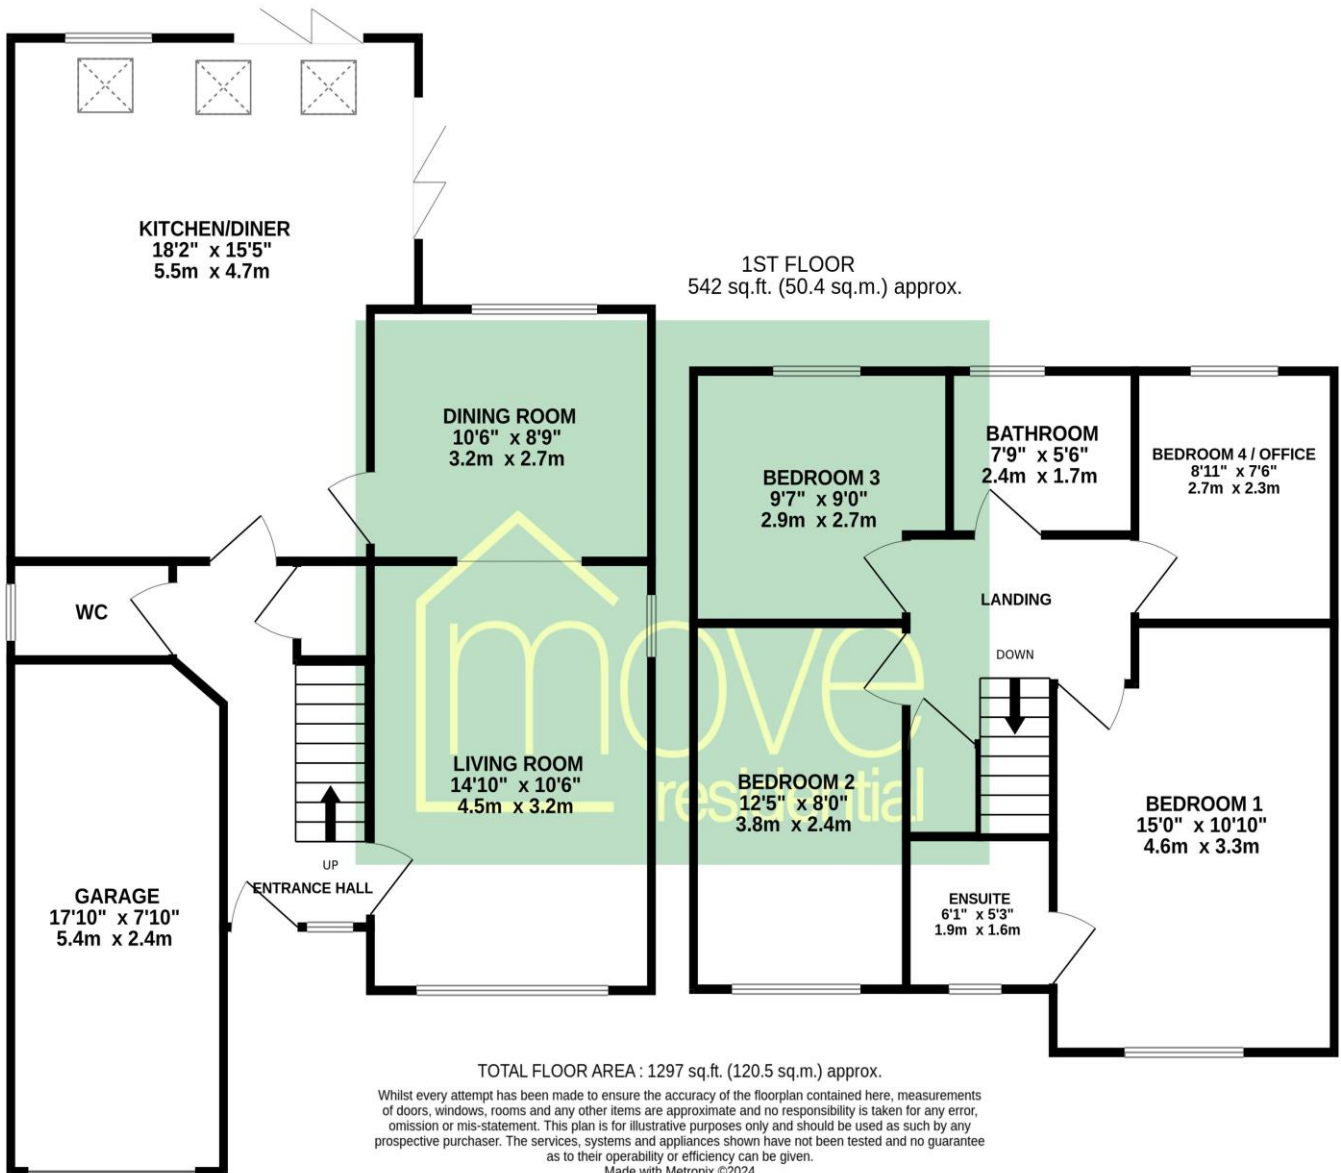 KITCHEN/DINER
18'2" x 15'5"
5.5m x 4.7m
DINING ROOM
10'6" x 8'9"
3.2m x 2.7m
WC
LIVING ROOM
14'10" x 10'6"
4.5m x 3.2m
UP
ENTRANCE HALL
GARAGE
17'10" x 7'10"
5.4m x 2.4m
1ST FLOOR
542 sq.ft. (50.4 sq.m.) approx.
BEDROOM 3
9'7" x 9'0"
2.9m x 2.7m
BATHROOM
7'9" x 5'6"
2.4m x 1.7m
BEDROOM 4 / OFFICE
8'11" x 7'6"
2.7m x 2.3m
LANDING
DOWN
BEDROOM 2
12'5" x 8'0"
3.8m x 2.4m
BEDROOM 1
15'0" x 10'10"
4.6m x 3.3m
ENSUITE
6'1" x 5'3"
1.9m x 1.6m
move
residential
TOTAL FLOOR AREA : 1297 sq.ft. (120.5 sq.m.) approx.
Whilst every attempt has been made to ensure the accuracy of the floorplan contained here, measurements
of doors, windows, rooms and any other items are approximate and no responsibility is taken for any error,
omission or mis-statement. This plan is for illustrative purposes only and should be used as such by any
prospective purchaser. The services, systems and appliances shown have not been tested and no guarantee
as to their operability or efficiency can be given.
Made with Metropix ©2024